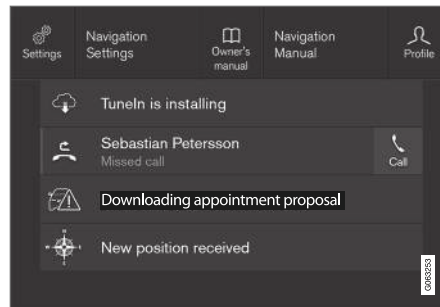 Settings
Navigation
Settings
Owner's
manual
Navigation
Manual
Profile
TuneIn is installing
Sebastian Petersson
Missed call
Call
Downloading appointment proposal
New position received
G063253